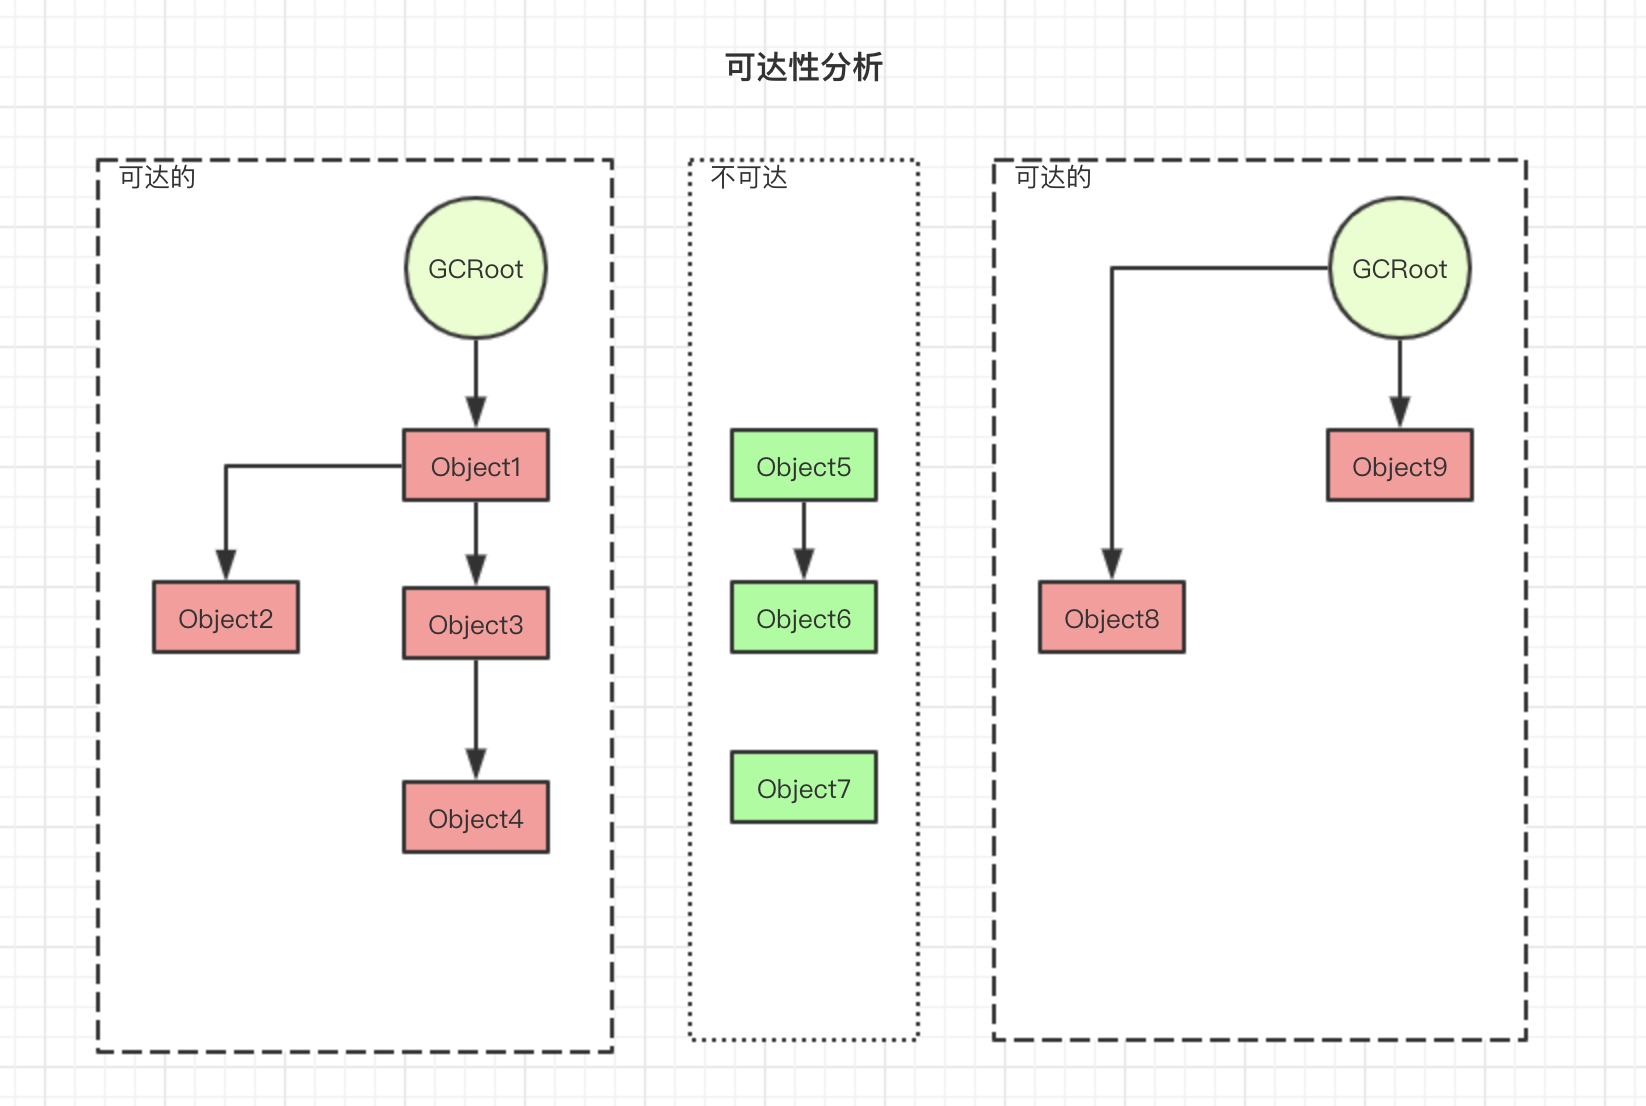 可达性分析
可达的
GCRoot
Object1
Object2
Object3
Object4
不可达
Object5
Object6
Object7
可达的
GCRoot
Object9
Object8